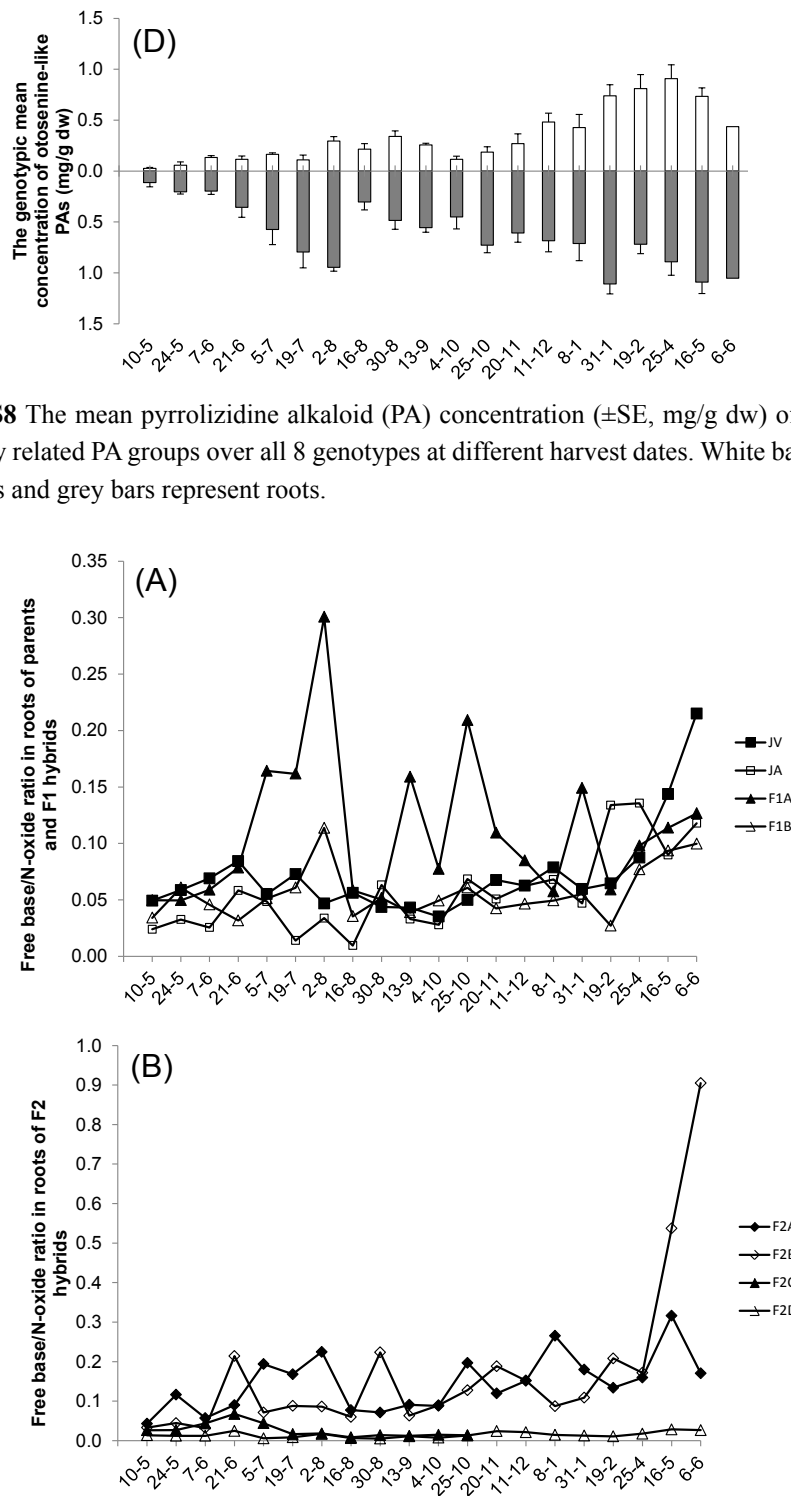 (D)
The genotypic mean
concentration of otosenine-like
PAs (mg/g dw)
1.5
1.0
0.5
0.0
0.5
1.0
1.5
10-5 24-5 7-6 21-6 5-7 19-7 2-8 16-8 30-8 13-9 4-10 25-10 20-11 11-12 8-1 31-1 19-2 25-4 16-5 6-6
S8 The mean pyrrolizidine alkaloid (PA) concentration (±SE, mg/g dw) of
y related PA groups over all 8 genotypes at different harvest dates. White ba
s and grey bars represent roots.
(A)
Free base/N-oxide ratio in roots of parents
and F1 hybrids
0.35
0.30
0.25
0.20
0.15
0.10
0.05
0.00
10-5 24-5 7-6 21-6 5-7 19-7 2-8 16-8 30-8 13-9 4-10 25-10 20-11 11-12 8-1 31-1 19-2 25-4 16-5 6-6
JV
JA
F1A
F1B
(B)
Free base/N-oxide ratio in roots of F2
hybrids
1.0
0.9
0.8
0.7
0.6
0.5
0.4
0.3
0.2
0.1
0.0
10-5 24-5 7-6 21-6 5-7 19-7 2-8 16-8 30-8 13-9 4-10 25-10 20-11 11-12 8-1 31-1 19-2 25-4 16-5 6-6
F2A
F2B
F2C
F2D